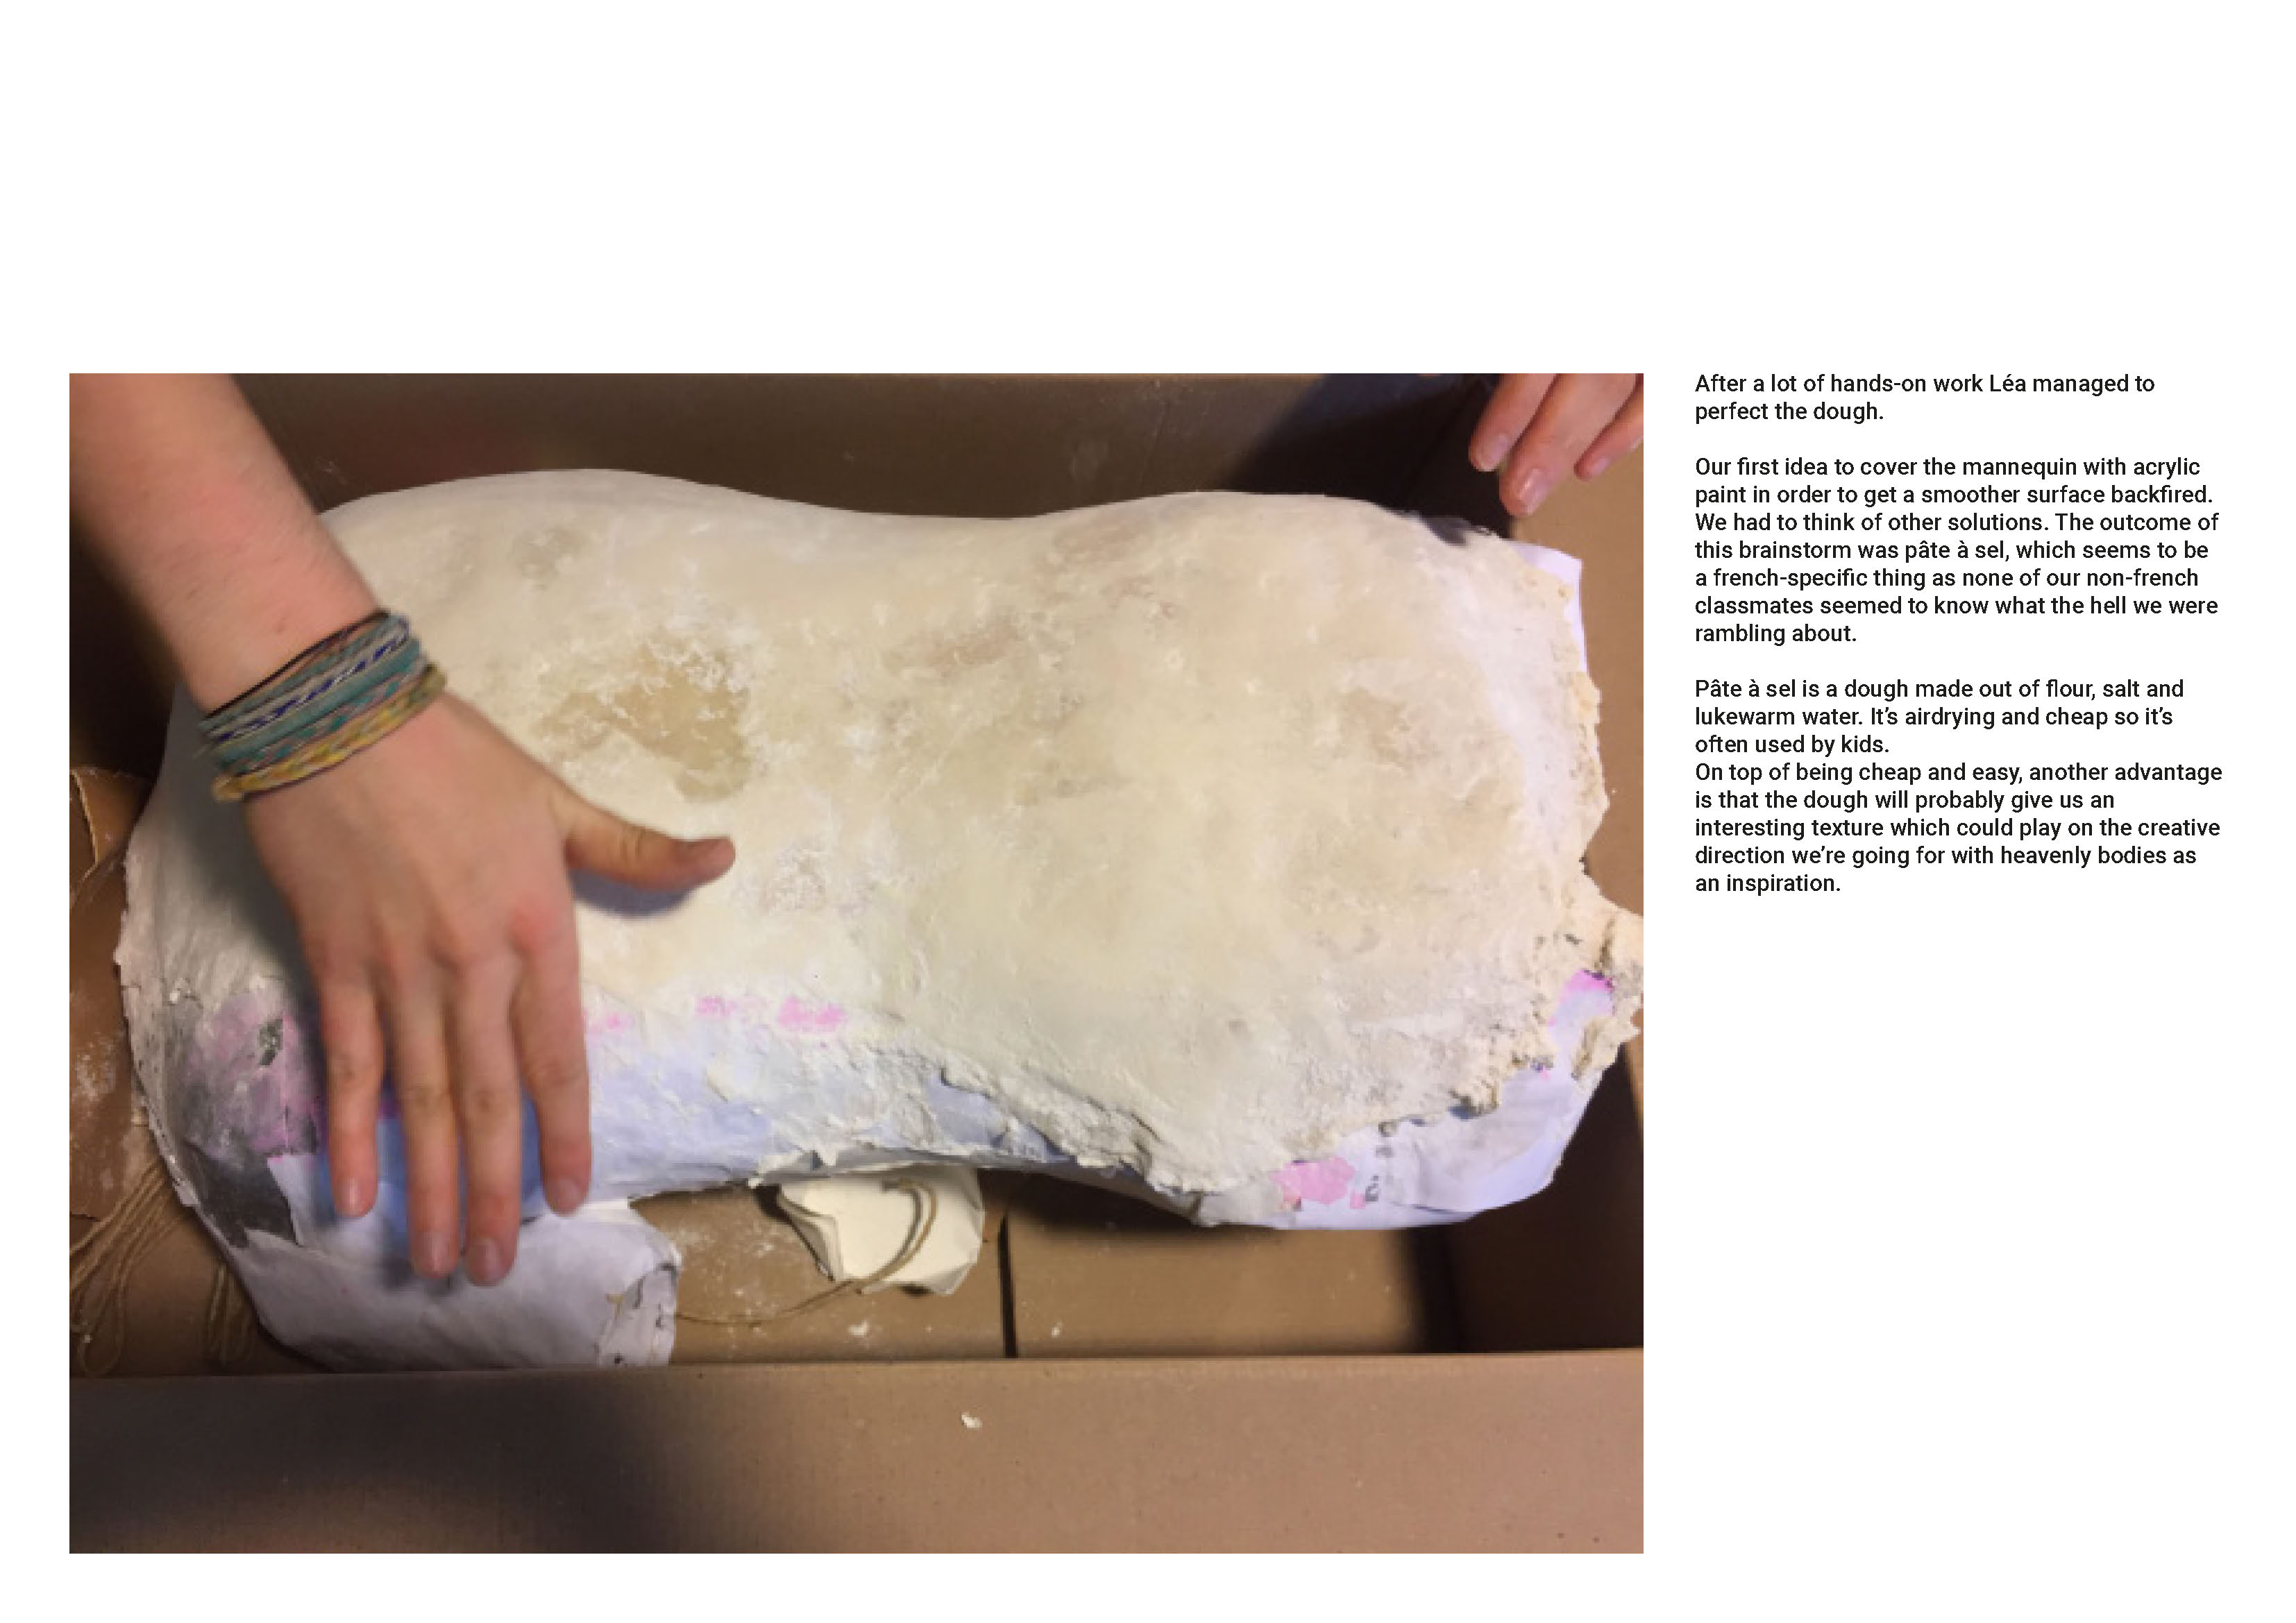 After a lot of hands-on work Léa managed to
perfect the dough.
Our first idea to cover the mannequin with acrylic
paint in order to get a smoother surface backfired.
We had to think of other solutions. The outcome of
this brainstorm was pâte à sel, which seems to be
a french-specific thing as none of our non-french
classmates seemed to know what the hell we were
rambling about.
Pâte à sel is a dough made out of flour, salt and
lukewarm water. It’s airdrying and cheap so it’s
often used by kids.
On top of being cheap and easy, another advantage
is that the dough will probably give us an
interesting texture which could play on the creative
direction we’re going for with heavenly bodies as
an inspiration.